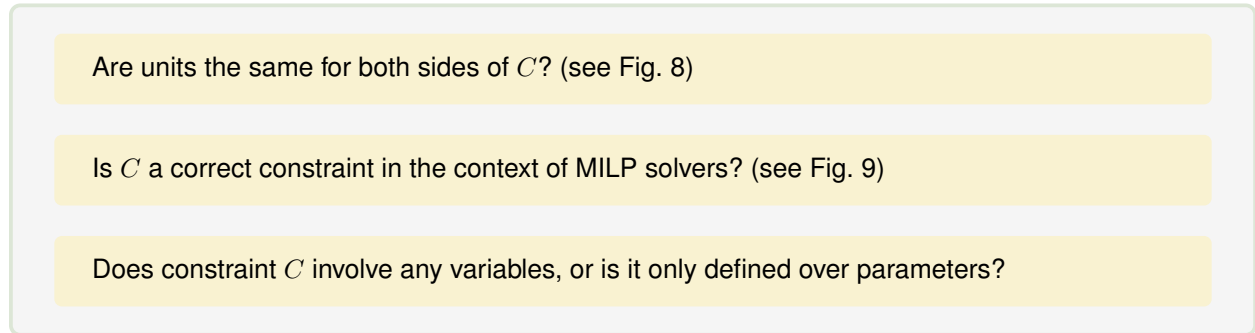 Are units the same for both sides of C? (see Fig. 8)
Is C a correct constraint in the context of MILP solvers? (see Fig. 9)
Does constraint C involve any variables, or is it only defined over parameters?